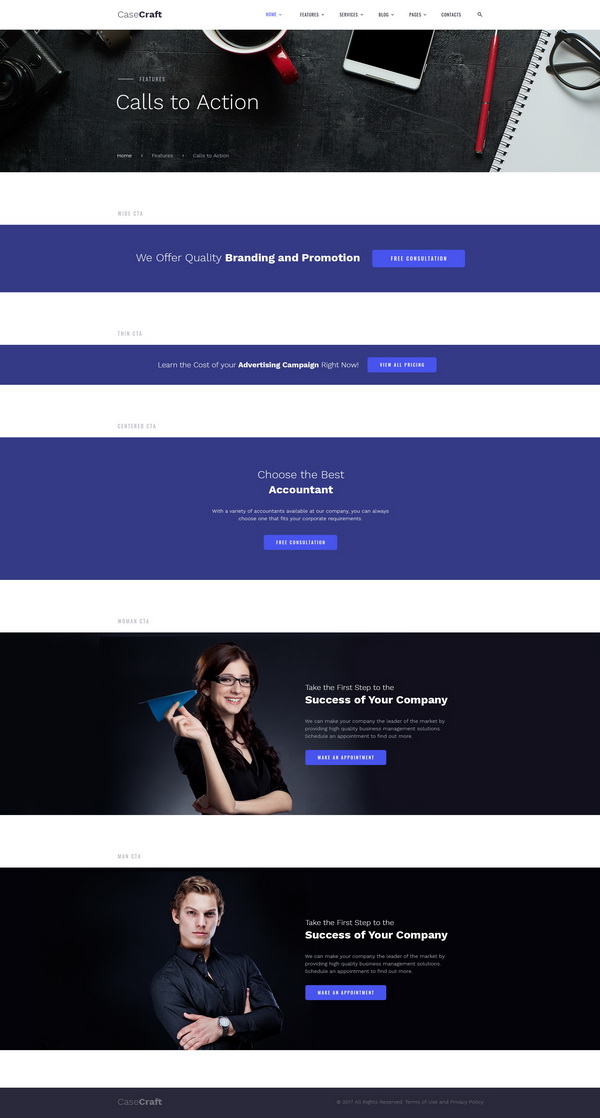 CaseCraft
HOME FEATURES SERVICES BLOG PAGES CONTACTS
FEATURES
Calls to Action
Home Features Calls to Action
WIDE CTA
We Offer Quality Branding and Promotion
FREE CONSULTATION
THIN CTA
Learn the Cost of your Advertising Campaign Right Now!
VIEW ALL PRICING
CENTERED CTA
Choose the Best
Accountant
With a variety of accountants available at our company, you can always
choose one that fits your corporate requirements.
FREE CONSULTATION
WOMAN CTA
Take the First Step to the
Success of Your Company
We can make your company the leader of the market by
providing high quality business management solutions.
Schedule an appointment to find out more.
MAKE AN APPOINTMENT
MAN CTA
Take the First Step to the
Success of Your Company
We can make your company the leader of the market by
providing high quality business management solutions.
Schedule an appointment to find out more.
MAKE AN APPOINTMENT
CaseCraft
© 2017 All Rights Reserved. Terms of Use and Privacy Policy